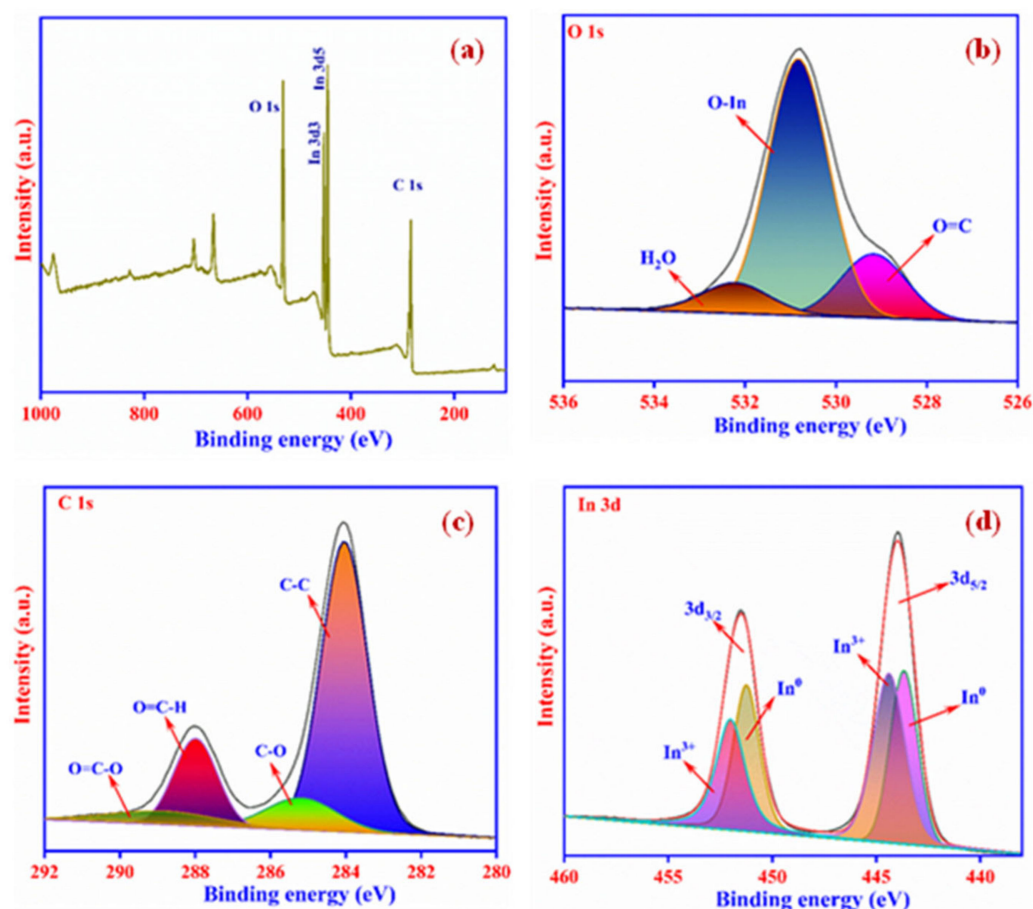 (a)
In 3d5
In 3d3
O 1s
C 1s
Intensity (a.u.)
1000 800 600 400 200
Binding energy (eV)
O 1s
(b)
O-In
O=C
H₂O
Intensity (a.u.)
536 534 532 530 528 526
Binding energy (eV)
C 1s
(c)
C-C
O=C-H
C-O
O=C-O
Intensity (a.u.)
292 290 288 286 284 282 280
Binding energy (eV)
In 3d
(d)
3d₅/₂
3d₃/₂
In³⁺
In⁰
In⁰
In³⁺
Intensity (a.u.)
460 455 450 445 440
Binding energy (eV)